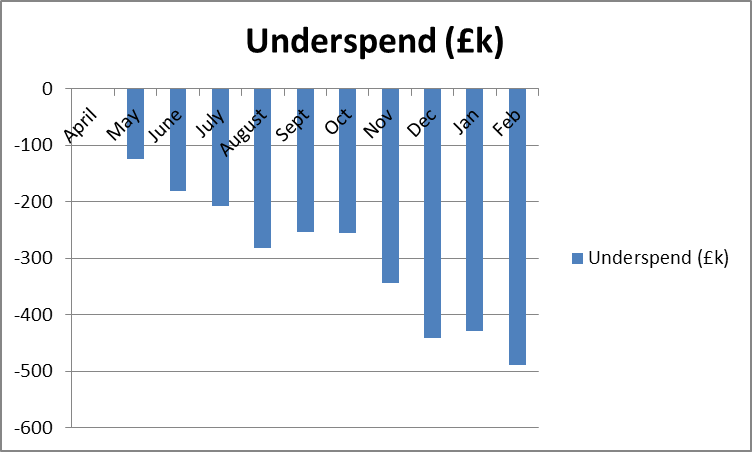 Underspend (£k)
0
-100
-200
-300
-400
-500
-600
April
May
June
July
August
Sept
Oct
Nov
Dec
Jan
Feb
Underspend (£k)